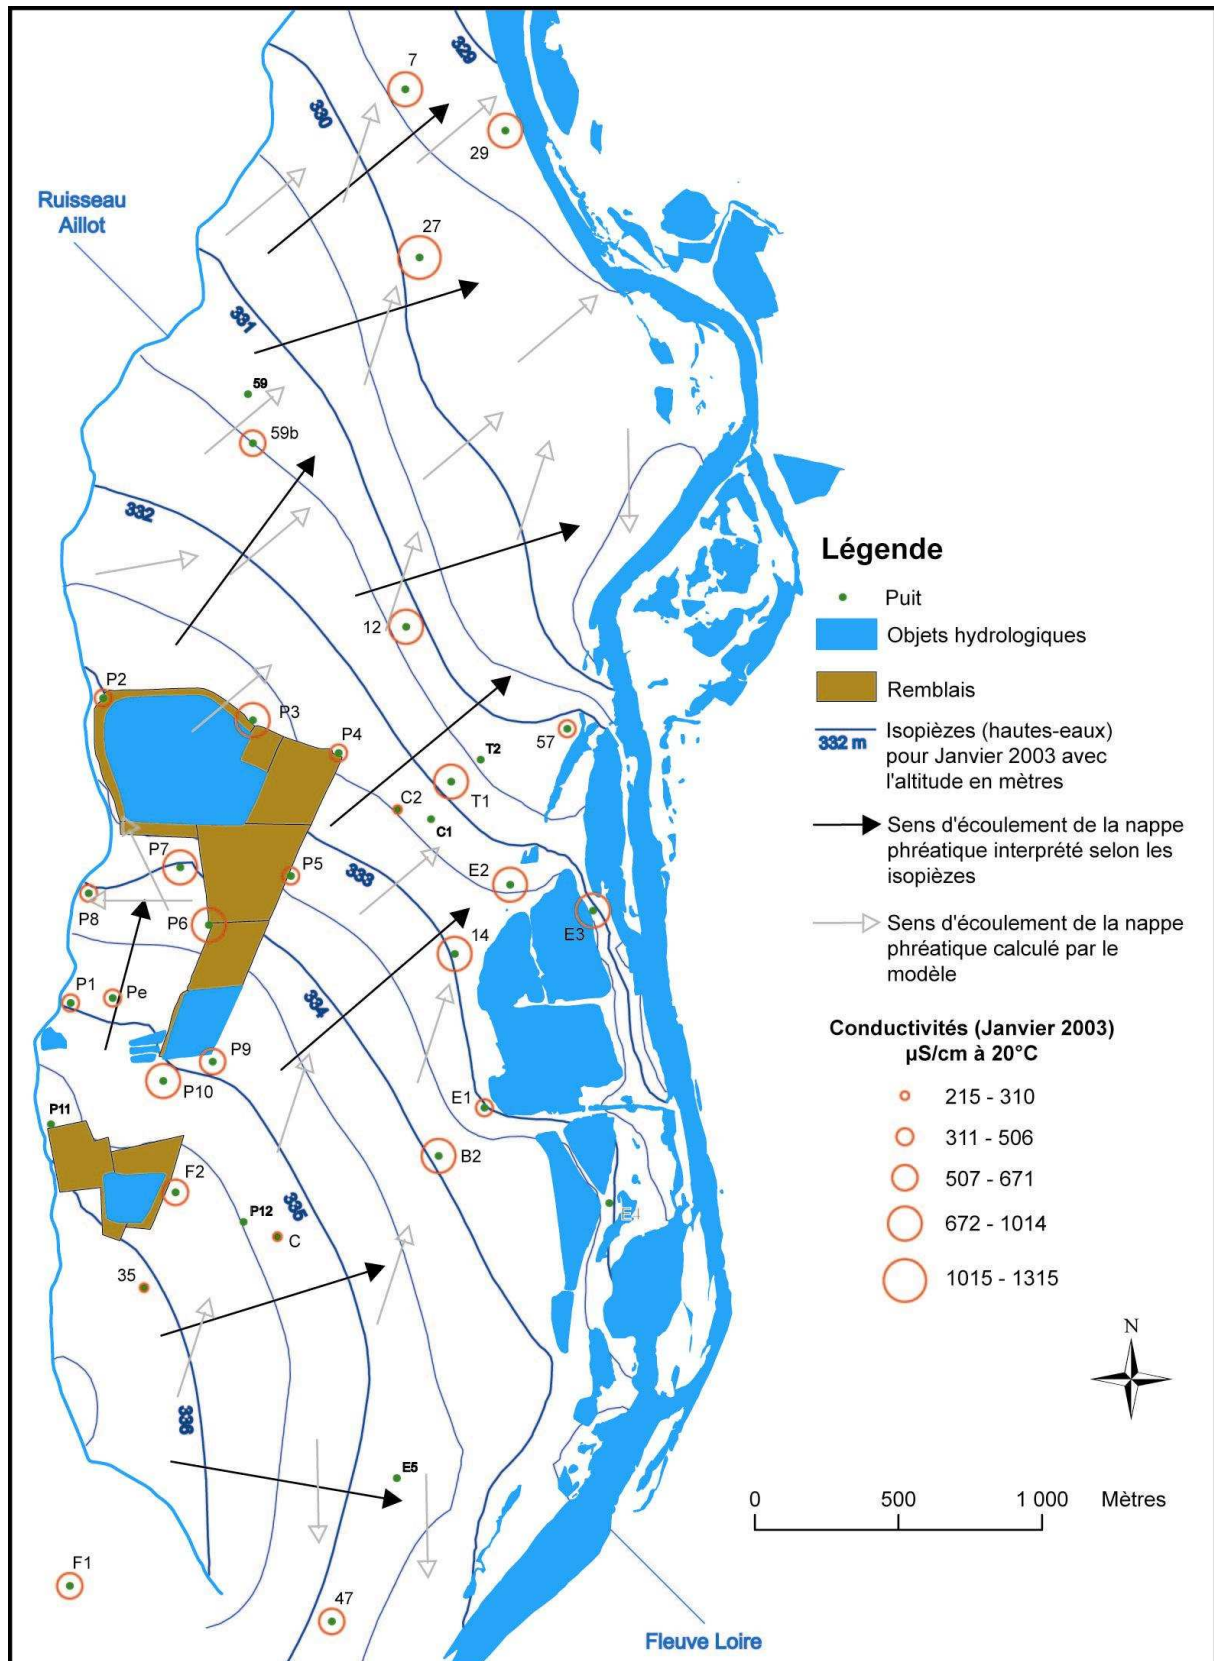 7
329
330
29
Ruisseau
Aillot
27
331
59
59b
332
Légende
Puit
12
Objets hydrologiques
P2
Remblais
P3
P4
57
Isopièzes (hautes-eaux)
332 m
pour Janvier 2003 avec
l'altitude en mètres
T2
T1
C2
C1
Sens d'écoulement de la nappe
phréatique interprété selon les
isopièzes
P7
P5
333
E2
P8
P6
14
E3
Sens d'écoulement de la nappe
phréatique calculé par le
modèle
P1
Pe
334
Conductivités (Janvier 2003)
µS/cm à 20°C
P9
P10
215 - 310
E1
P11
311 - 506
B2
507 - 671
F2
335
P12
E4
672 - 1014
C
35
1015 - 1315
N
336
E5
0 500 1 000 Mètres
F1
47
Fleuve Loire